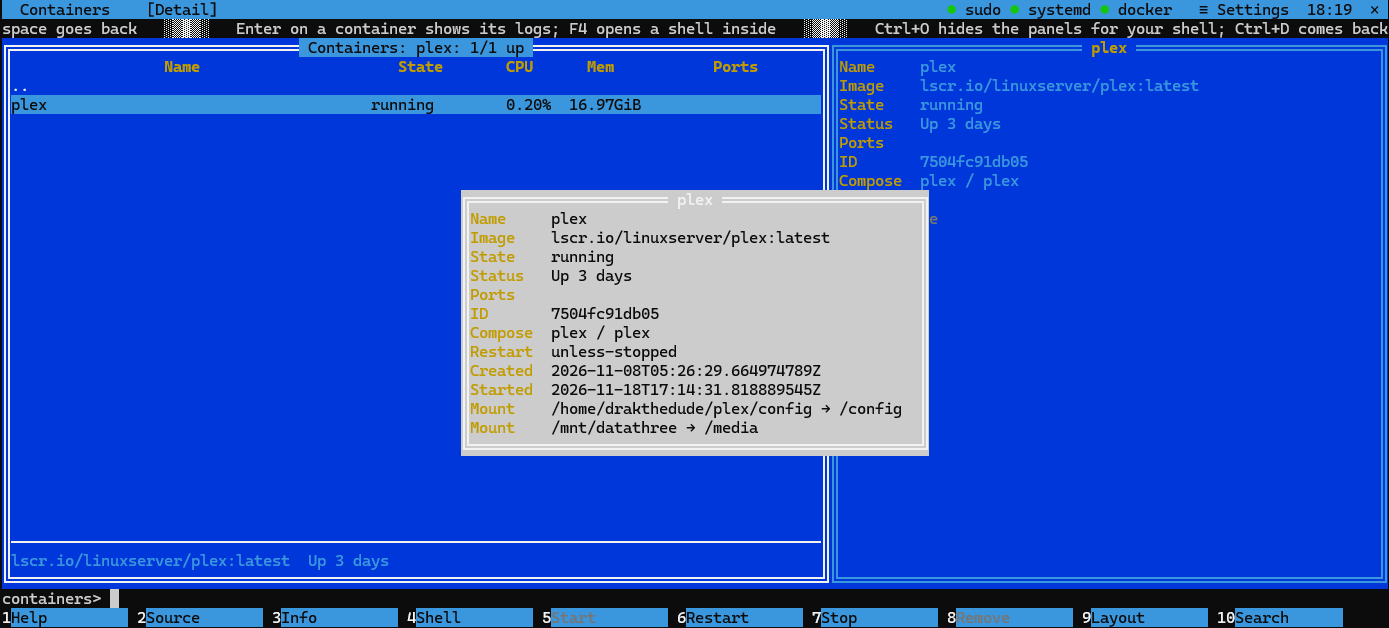 Containers [Detail] ● sudo ● systemd ● docker ≡ Settings 18:19 ×
space goes back Enter on a container shows its logs; F4 opens a shell inside Ctrl+O hides the panels for your shell; Ctrl+D comes back
Containers: plex: 1/1 up
Name State CPU Mem Ports
..
plex running 0.20% 16.97GiB
lscr.io/linuxserver/plex:latest Up 3 days
plex
Name plex
Image lscr.io/linuxserver/plex:latest
State running
Status Up 3 days
Ports
ID 7504fc91db05
Compose plex / plex
e
plex
Name plex
Image lscr.io/linuxserver/plex:latest
State running
Status Up 3 days
Ports
ID 7504fc91db05
Compose plex / plex
Restart unless-stopped
Created 2026-11-08T05:26:29.664974789Z
Started 2026-11-18T17:14:31.818889545Z
Mount /home/drakthedude/plex/config → /config
Mount /mnt/datathree → /media
containers>
1Help 2Source 3Info 4Shell 5Start 6Restart 7Stop 8Remove 9Layout 10Search